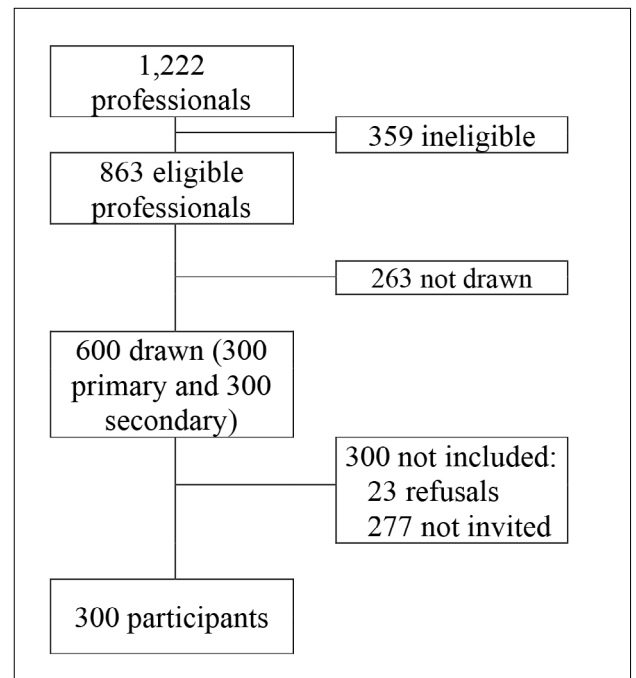 1,222
professionals
359 ineligible
863 eligible
professionals
263 not drawn
600 drawn (300
primary and 300
secondary)
300 not included:
23 refusals
277 not invited
300 participants